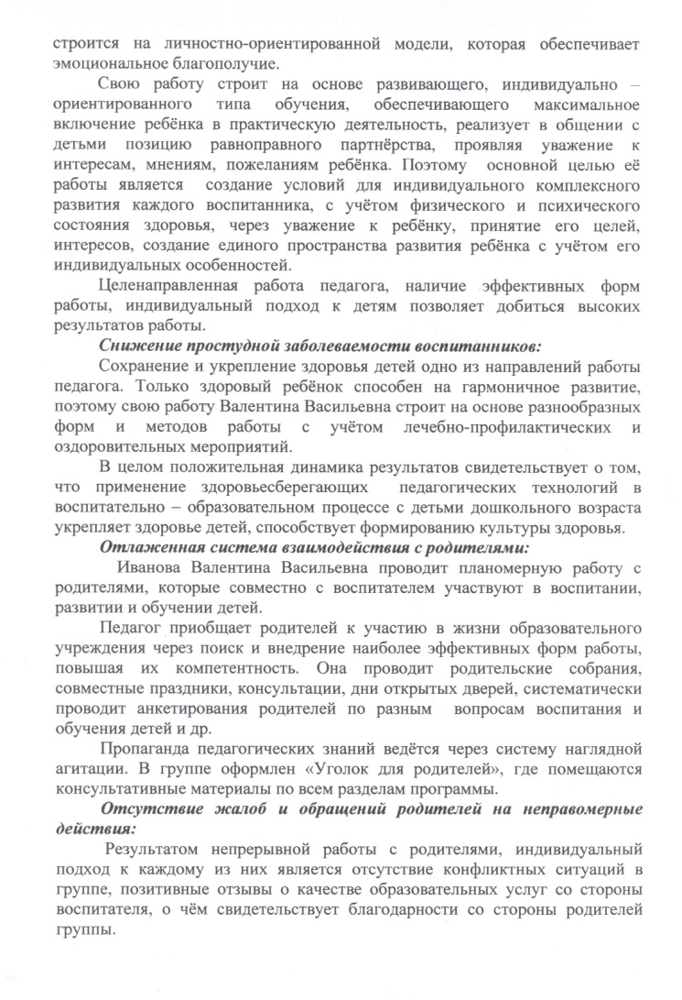 строится на личностно-ориентированной модели, которая обеспечивает
эмоциональное благополучие.
Свою работу строит на основе развивающего, индивидуально –
ориентированного типа обучения, обеспечивающего максимальное
включение ребёнка в практическую деятельность, реализует в общении с
детьми позицию равноправного партнёрства, проявляя уважение к
интересам, мнениям, пожеланиям ребёнка. Поэтому основной целью её
работы является создание условий для индивидуального комплексного
развития каждого воспитанника, с учётом физического и психического
состояния здоровья, через уважение к ребёнку, принятие его целей,
интересов, создание единого пространства развития ребёнка с учётом его
индивидуальных особенностей.
Целенаправленная работа педагога, наличие эффективных форм
работы, индивидуальный подход к детям позволяет добиться высоких
результатов работы.
Снижение простудной заболеваемости воспитанников:
Сохранение и укрепление здоровья детей одно из направлений работы
педагога. Только здоровый ребёнок способен на гармоничное развитие,
поэтому свою работу Валентина Васильевна строит на основе разнообразных
форм и методов работы с учётом лечебно-профилактических и
оздоровительных мероприятий.
В целом положительная динамика результатов свидетельствует о том,
что применение здоровьесберегающих педагогических технологий в
воспитательно – образовательном процессе с детьми дошкольного возраста
укрепляет здоровье детей, способствует формированию культуры здоровья.
Отлаженная система взаимодействия с родителями:
Иванова Валентина Васильевна проводит планомерную работу с
родителями, которые совместно с воспитателем участвуют в воспитании,
развитии и обучении детей.
Педагог приобщает родителей к участию в жизни образовательного
учреждения через поиск и внедрение наиболее эффективных форм работы,
повышая их компетентность. Она проводит родительские собрания,
совместные праздники, консультации, дни открытых дверей, систематически
проводит анкетирования родителей по разным вопросам воспитания и
обучения детей и др.
Пропаганда педагогических знаний ведётся через систему наглядной
агитации. В группе оформлен «Уголок для родителей», где помещаются
консультативные материалы по всем разделам программы.
Отсутствие жалоб и обращений родителей на неправомерные
действия:
Результатом непрерывной работы с родителями, индивидуальный
подход к каждому из них является отсутствие конфликтных ситуаций в
группе, позитивные отзывы о качестве образовательных услуг со стороны
воспитателя, о чём свидетельствует благодарности со стороны родителей
группы.